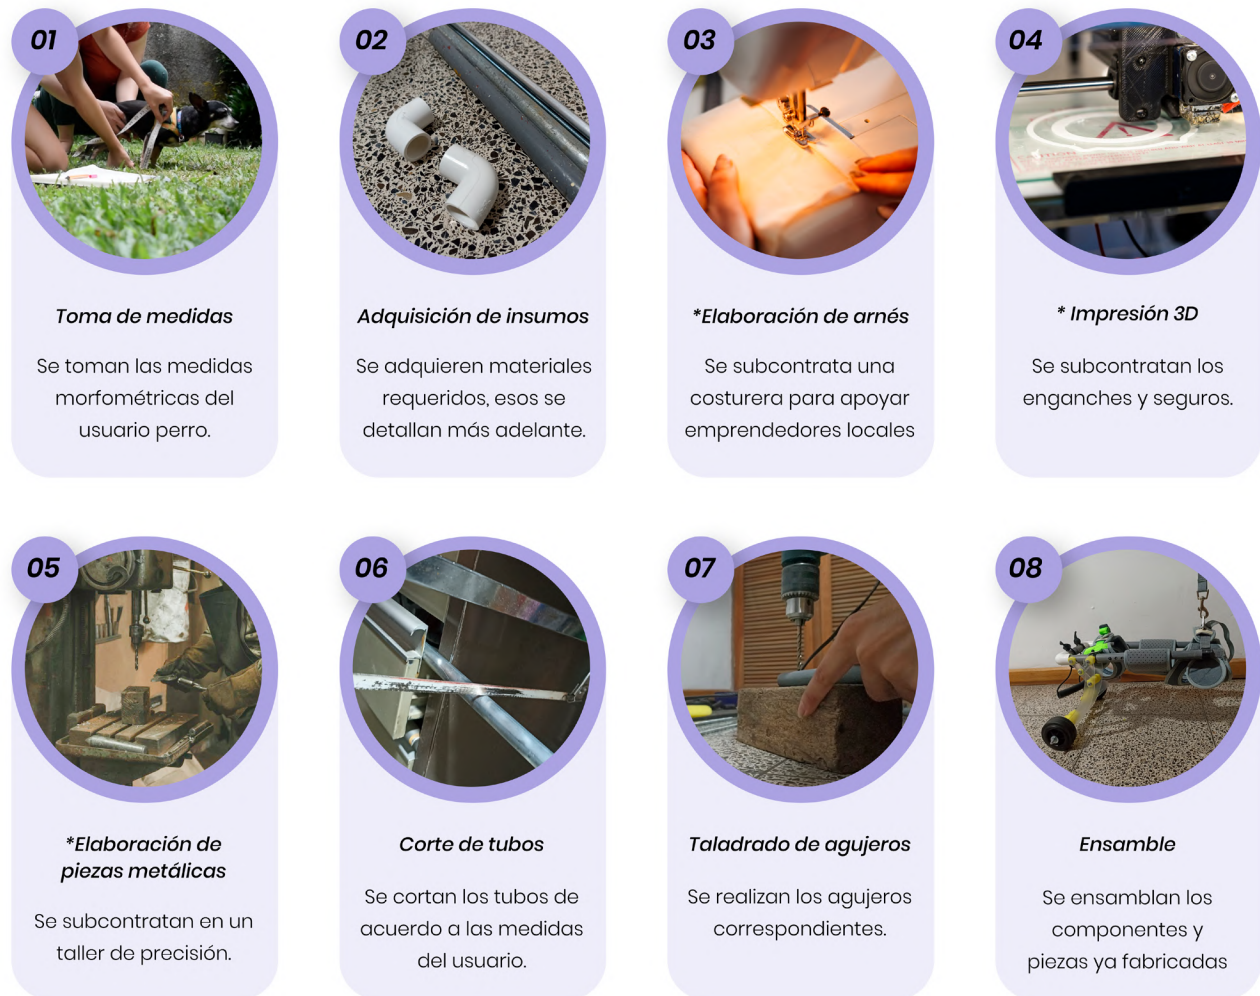 01
Toma de medidas
Se toman las medidas
morfométricas del
usuario perro.
02
Adquisición de insumos
Se adquieren materiales
requeridos, esos se
detallan más adelante.
03
*Elaboración de arnés
Se subcontrata una
costurera para apoyar
emprendedores locales
04
* Impresión 3D
Se subcontratan los
enganches y seguros.
05
*Elaboración de
piezas metálicas
Se subcontratan en un
taller de precisión.
06
Corte de tubos
Se cortan los tubos de
acuerdo a las medidas
del usuario.
07
Taladrado de agujeros
Se realizan los agujeros
correspondientes.
08
Ensamble
Se ensamblan los
componentes y
piezas ya fabricadas